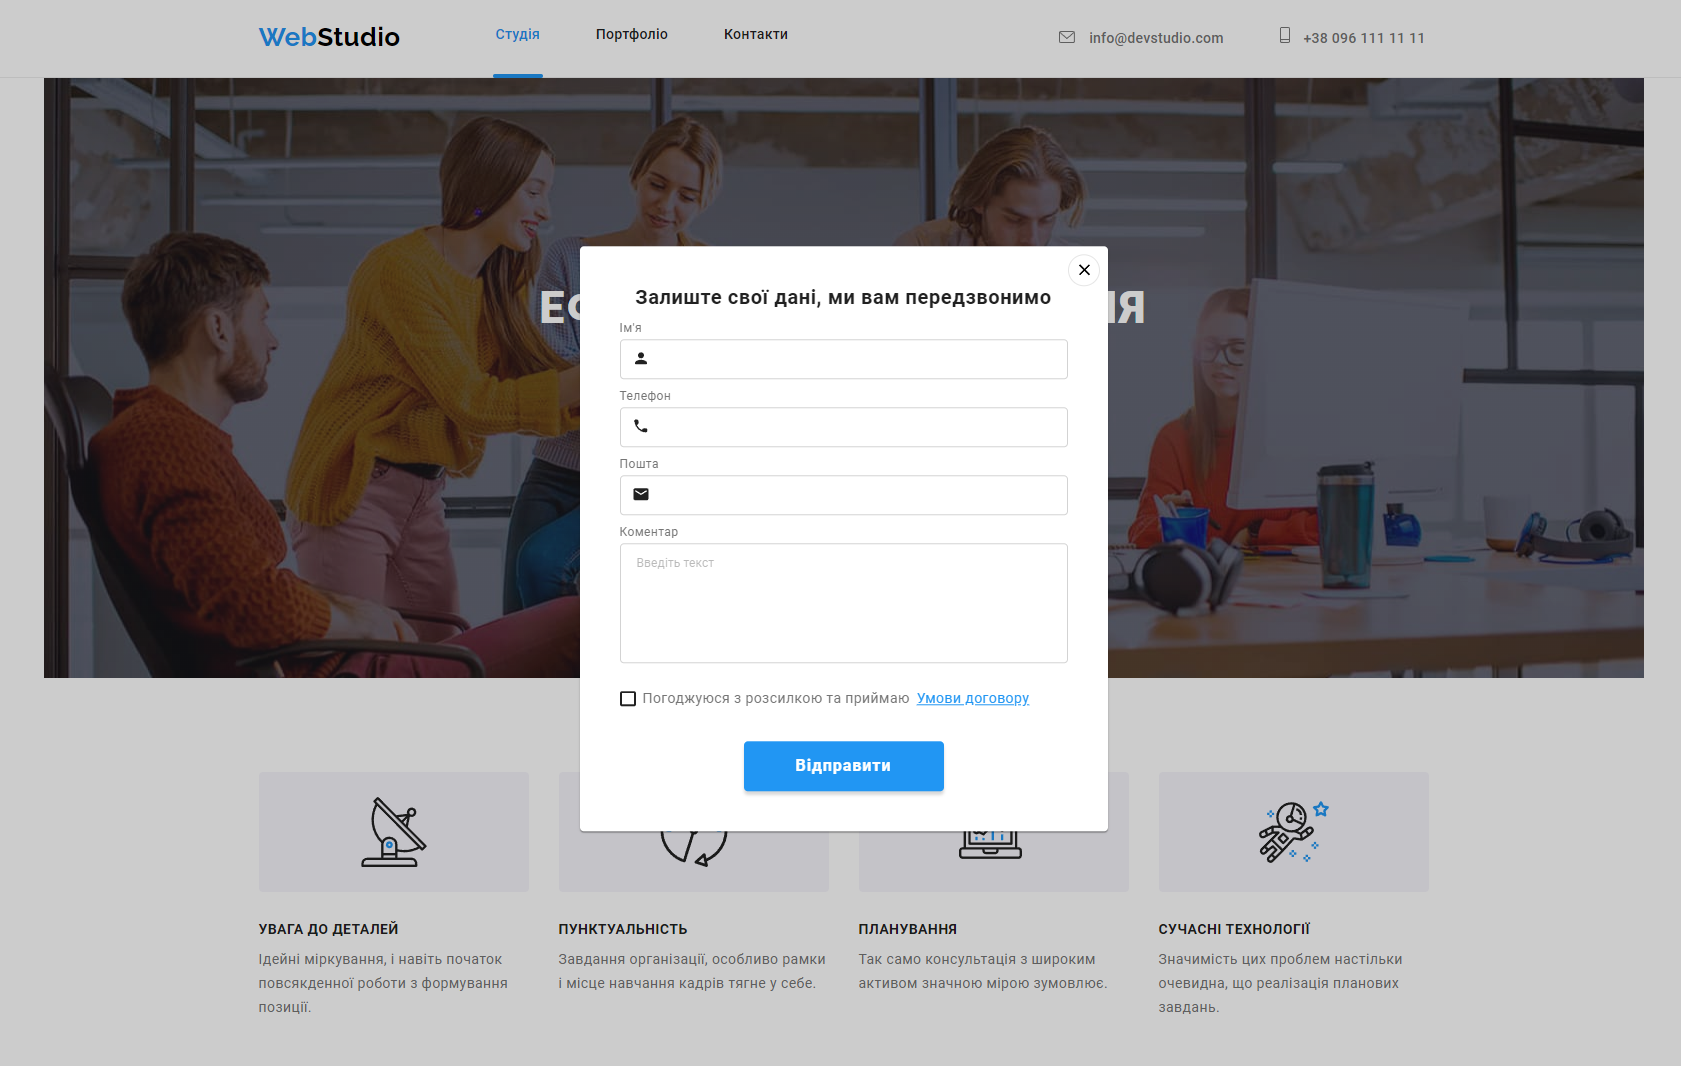 WebStudio
Студія
Портфоліо
Контакти
info@devstudio.com
+38 096 111 11 11
Залиште свої дані, ми вам передзвонимо
Ім'я
Телефон
Пошта
Коментар
Введіть текст
Погоджуюся з розсилкою та приймаю Умови договору
Відправити
УВАГА ДО ДЕТАЛЕЙ
Ідейні міркування, і навіть початок
повсякденної роботи з формування
позиції.
ПУНКТУАЛЬНІСТЬ
Завдання організації, особливо рамки
і місце навчання кадрів тягне у себе.
ПЛАНУВАННЯ
Так само консультація з широким
активом значною мірою зумовлює.
СУЧАСНІ ТЕХНОЛОГІЇ
Значимість цих проблем настільки
очевидна, що реалізація планових
завдань.